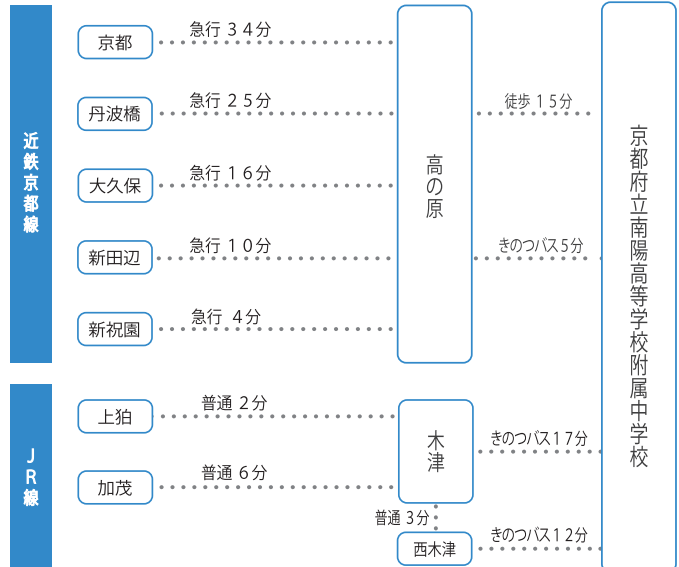 近鉄京都線
京都
急行 34分
丹波橋
急行 25分
大久保
急行 16分
新田辺
急行 10分
新祝園
急行 4分
高の原
徒歩 15分
きのつバス5分
JR線
上狛
普通 2分
加茂
普通 6分
木津
きのつバス17分
普通 3分
西木津
きのつバス12分
京都府立南陽高等学校附属中学校